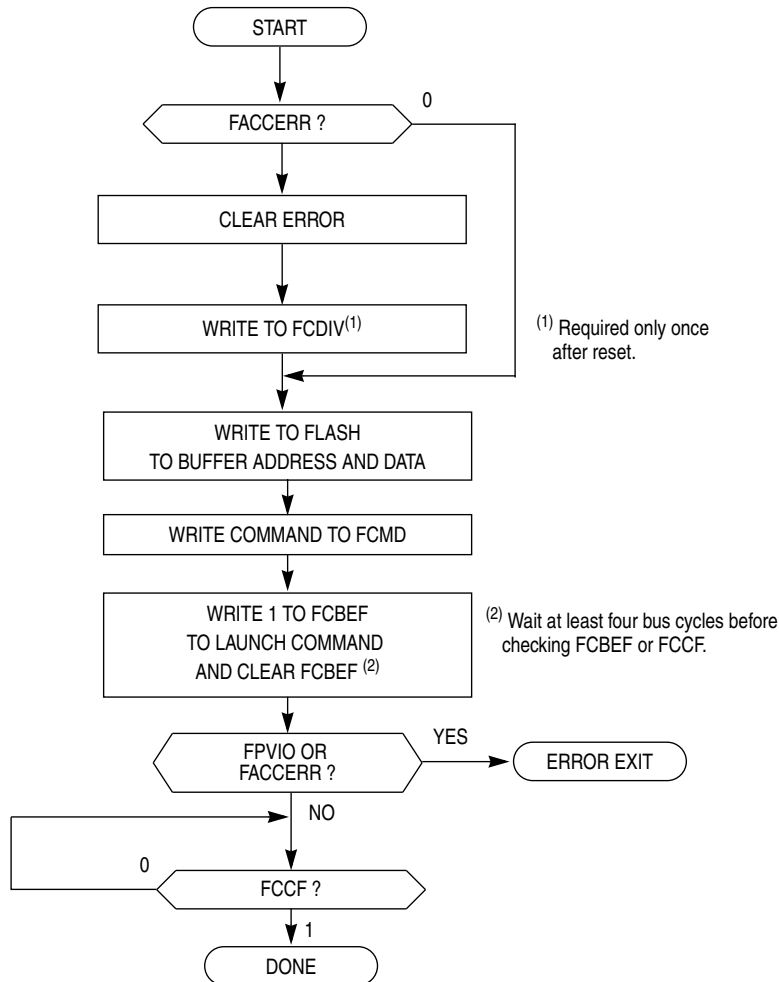 START
FACCERR ?
0
CLEAR ERROR
WRITE TO FCDIV(1)
(1) Required only once
after reset.
WRITE TO FLASH
TO BUFFER ADDRESS AND DATA
WRITE COMMAND TO FCMD
WRITE 1 TO FCBEF
TO LAUNCH COMMAND
AND CLEAR FCBEF (2)
(2) Wait at least four bus cycles before
checking FCBEF or FCCF.
FPVIO OR
FACCERR ?
YES
ERROR EXIT
NO
0
FCCF ?
1
DONE